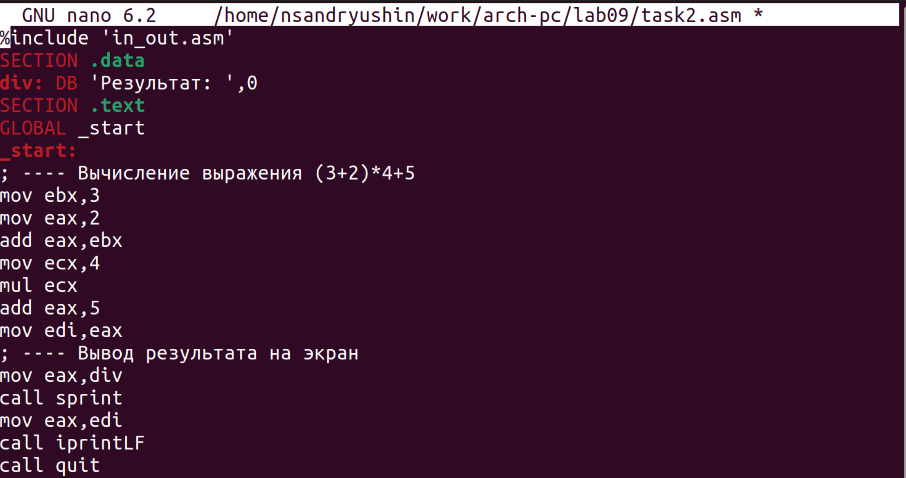 GNU nano 6.2 /home/nsandryushin/work/arch-pc/lab09/task2.asm *
%include 'in_out.asm'
SECTION .data
div: DB 'Результат: ',0
SECTION .text
GLOBAL _start
_start:
; ---- Вычисление выражения (3+2)*4+5
mov ebx,3
mov eax,2
add eax,ebx
mov ecx,4
mul ecx
add eax,5
mov edi,eax
; ---- Вывод результата на экран
mov eax,div
call sprint
mov eax,edi
call iprintLF
call quit